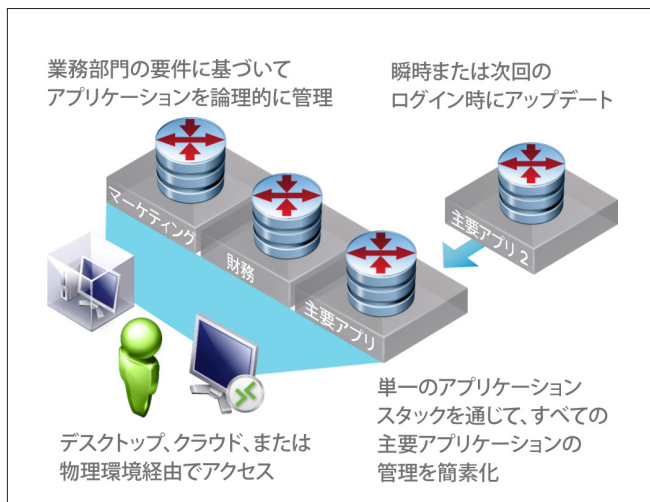 業務部門の要件に基づいて
アプリケーションを論理的に管理
瞬時または次回の
ログイン時にアップデート
マーケティング
財務
主要アプリ
主要アプリ 2
デスクトップ、クラウド、または
物理環境経由でアクセス
単一のアプリケーション
スタックを通じて、すべての
主要アプリケーションの
管理を簡素化